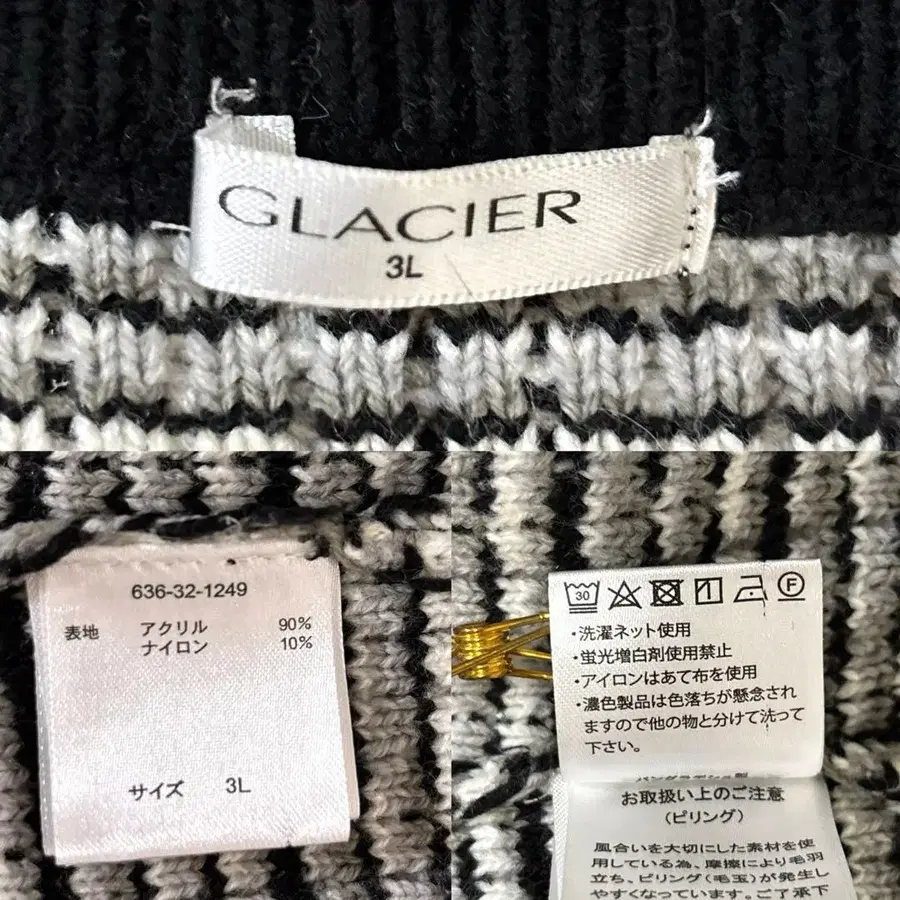 GLACIER
3L
636-32-1249
表地 アクリル 90%
ナイロン 10%
サイズ 3L
30 F
・洗濯ネット使用
・蛍光増白剤使用禁止
・アイロンはあて布を使用
・濃色製品は色落ちが懸念され
ますので他の物と分けて洗って
下さい。
お取扱い上のご注意
(ピリング)
風合いを大切にした素材を使
用している為、摩擦により毛羽
立ち、ピリング(毛玉)が発生し
やすくなっています。ご了承下